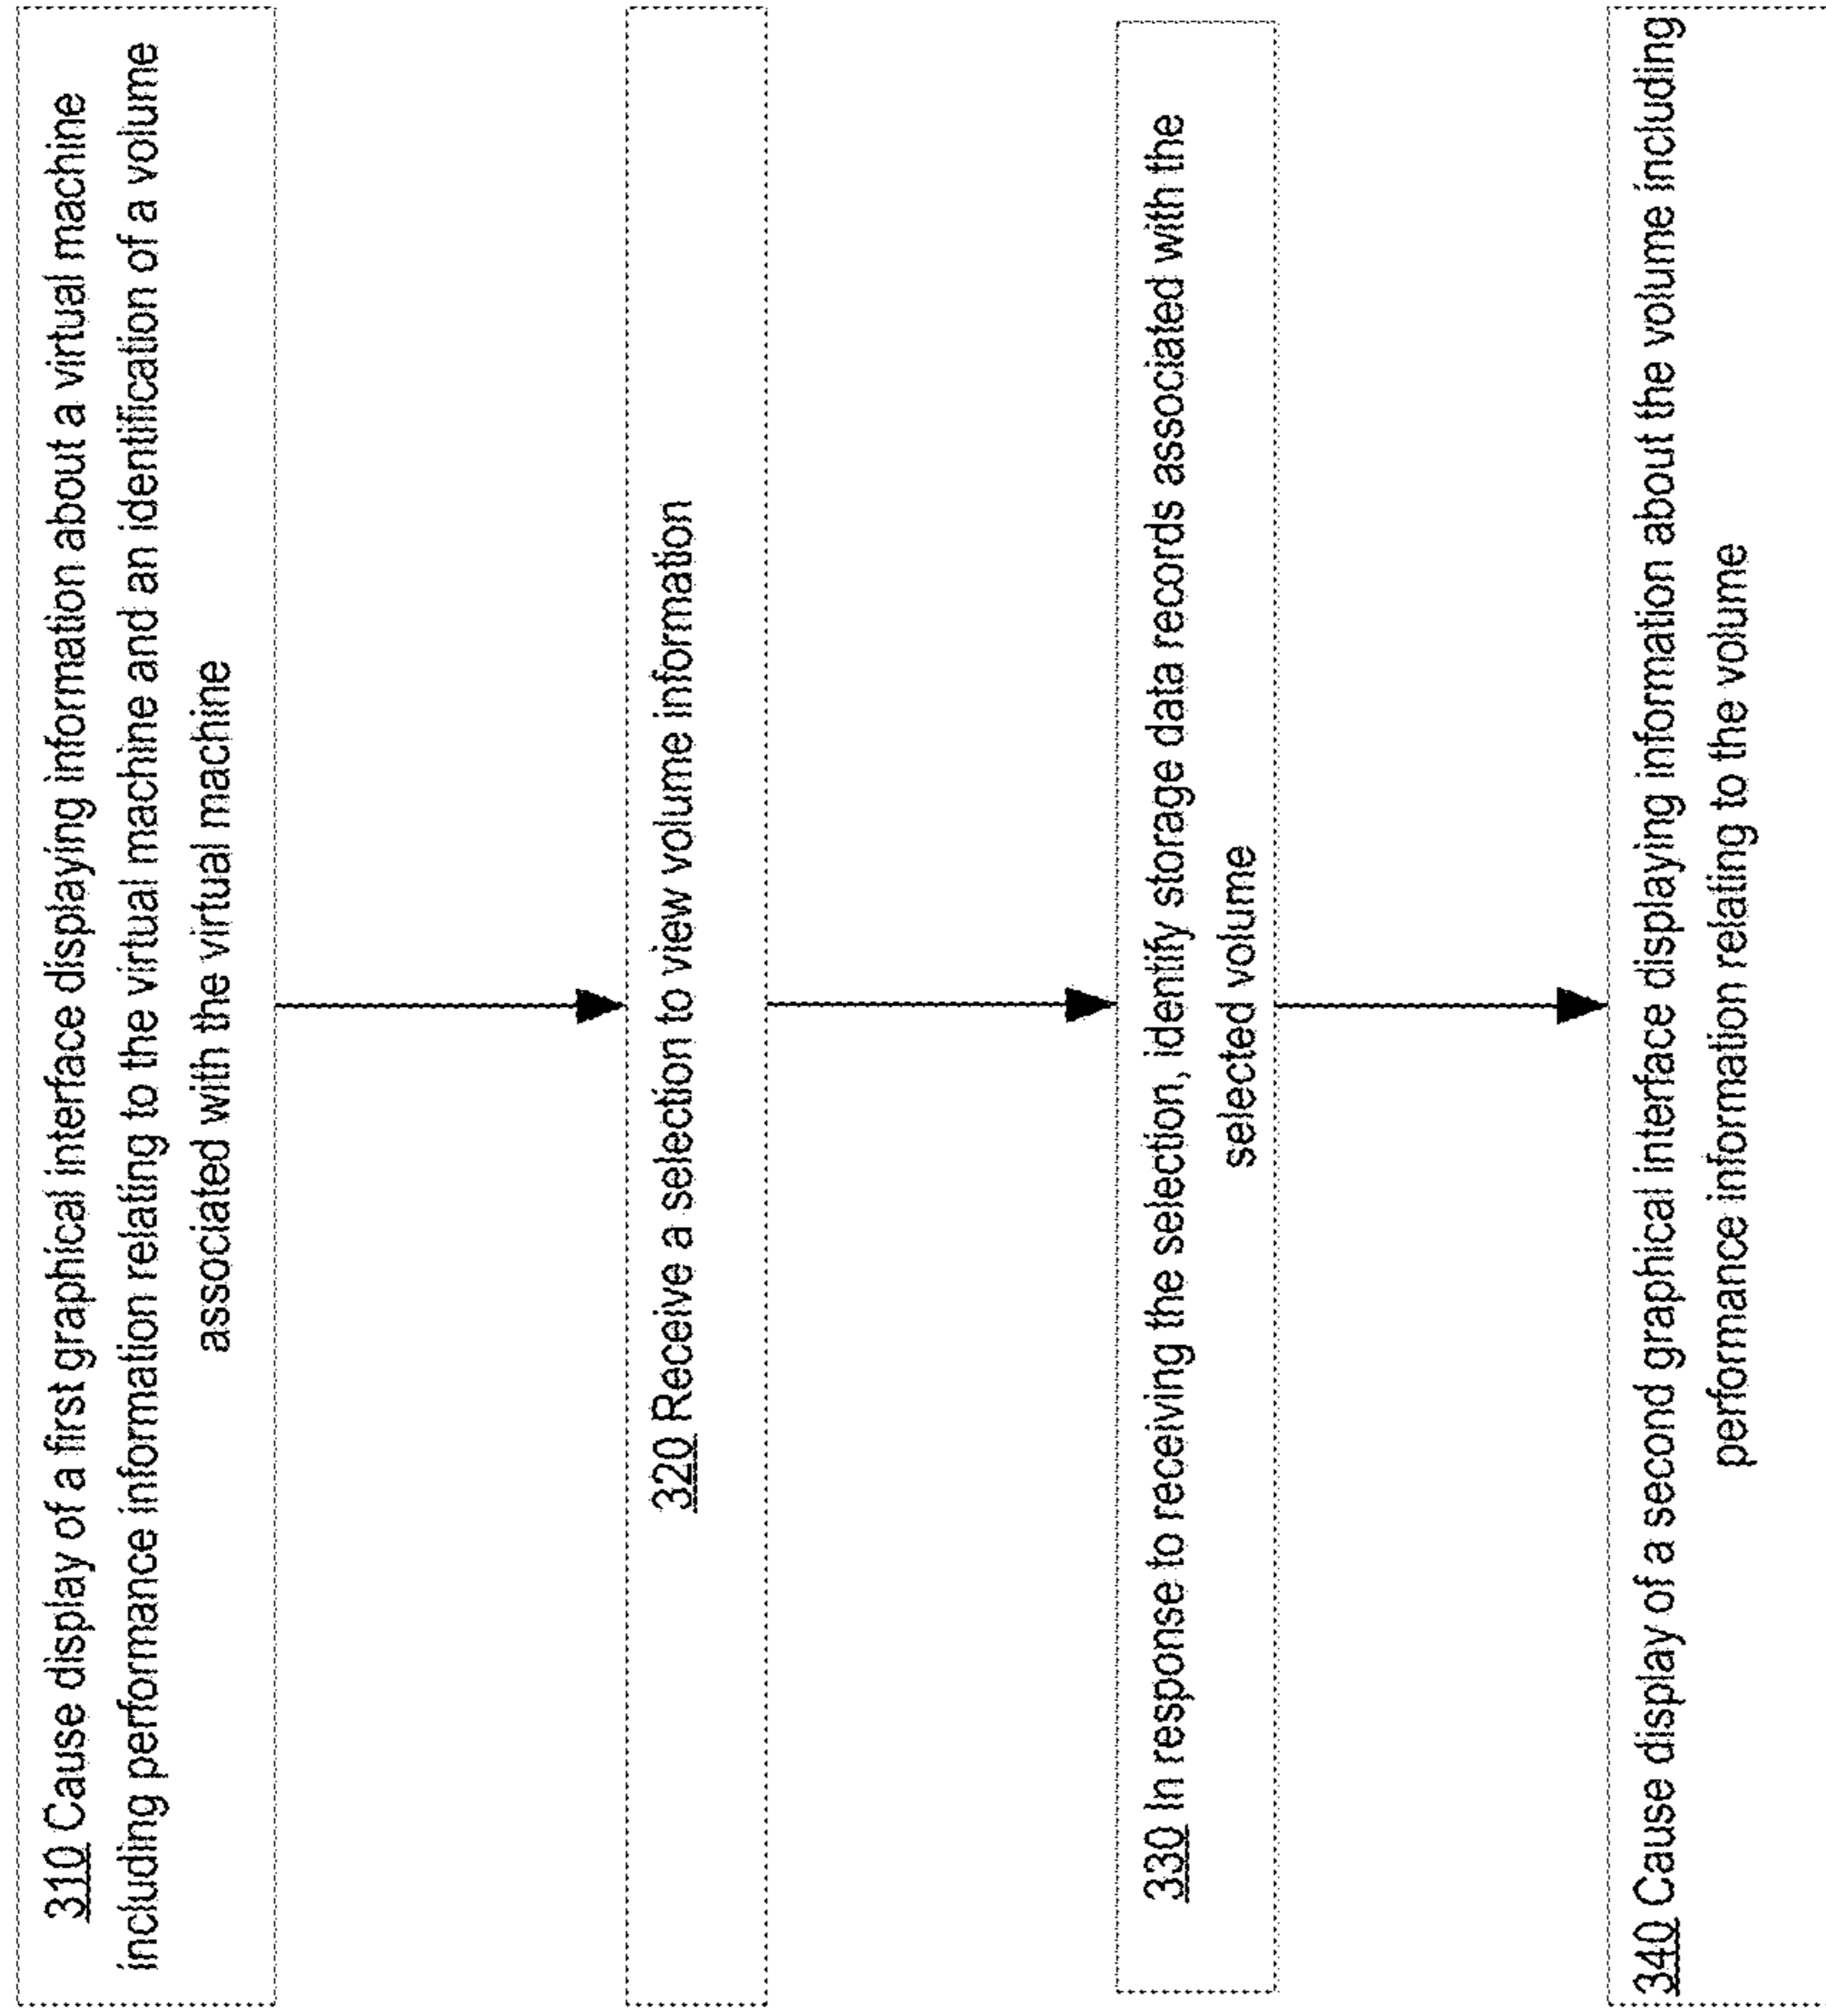 310 Cause display of a first graphical interface displaying information about a virtual machine
including performance information relating to the virtual machine and an identification of a volume
associated with the virtual machine
320 Receive a selection to view volume information
330 In response to receiving the selection, identify storage data records associated with the
selected volume
340 Cause display of a second graphical interface displaying information about the volume including
performance information relating to the volume